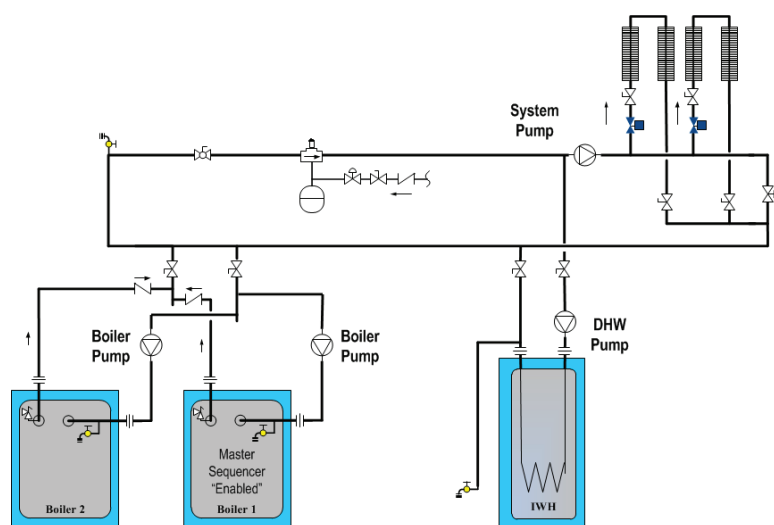 System
Pump
Boiler
Pump
Boiler
Pump
DHW
Pump
Master
Sequencer
"Enabled"
Boiler 2
Boiler 1
IWH